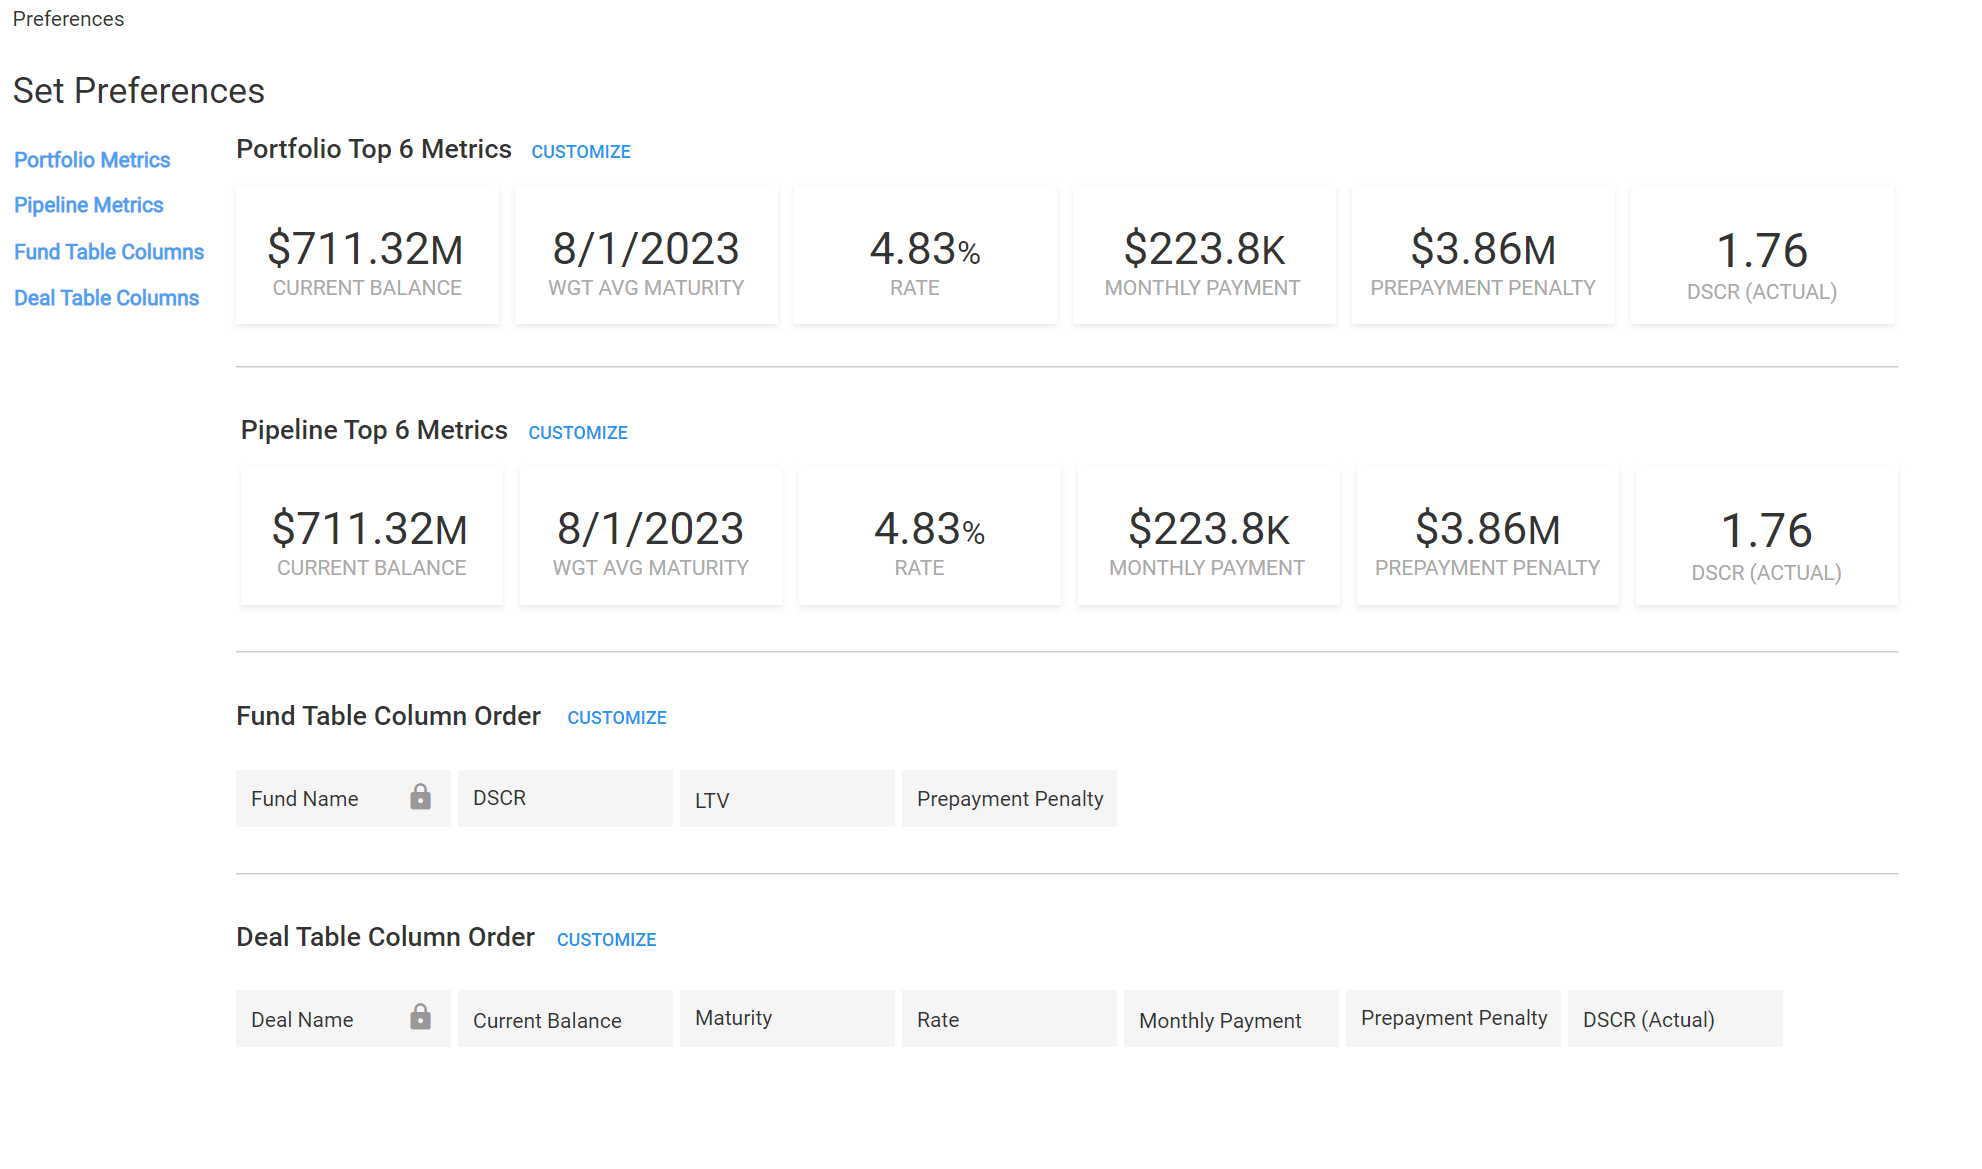 Preferences
Set Preferences
Portfolio Metrics
Pipeline Metrics
Fund Table Columns
Deal Table Columns
Portfolio Top 6 Metrics CUSTOMIZE
$711.32M 8/1/2023 4.83% $223.8K $3.86M 1.76
CURRENT BALANCE WGT AVG MATURITY RATE MONTHLY PAYMENT PREPAYMENT PENALTY DSCR (ACTUAL)
Pipeline Top 6 Metrics CUSTOMIZE
$711.32M 8/1/2023 4.83% $223.8K $3.86M 1.76
CURRENT BALANCE WGT AVG MATURITY RATE MONTHLY PAYMENT PREPAYMENT PENALTY DSCR (ACTUAL)
Fund Table Column Order CUSTOMIZE
Fund Name DSCR LTV Prepayment Penalty
Deal Table Column Order CUSTOMIZE
Deal Name Current Balance Maturity Rate Monthly Payment Prepayment Penalty DSCR (Actual)